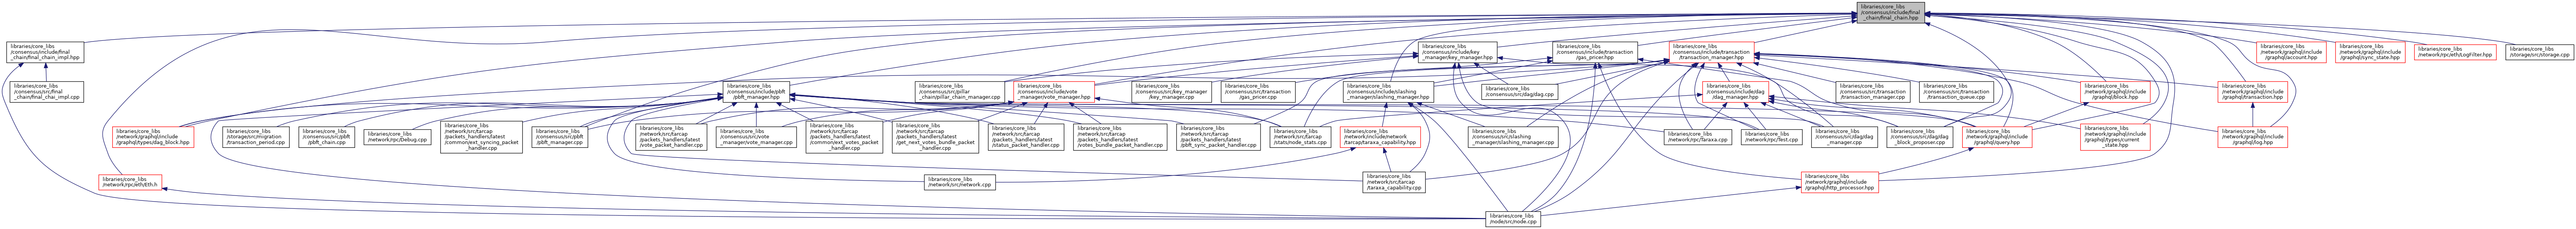 libraries/core_libs
/consensus/include/final
_chain/final_chain.hpp
libraries/core_libs
/consensus/include/final
_chain/final_chain_impl.hpp
libraries/core_libs
/consensus/include/key
_manager/key_manager.hpp
libraries/core_libs
/consensus/include/transaction
/gas_pricer.hpp
libraries/core_libs
/consensus/include/transaction
/transaction_manager.hpp
libraries/core_libs
/network/graphql/include
/graphql/account.hpp
libraries/core_libs
/network/graphql/include
/graphql/sync_state.hpp
libraries/core_libs
/network/rpc/eth/LogFilter.hpp
libraries/core_libs
/storage/src/storage.cpp
libraries/core_libs
/consensus/src/final
_chain/final_chai_impl.cpp
libraries/core_libs
/consensus/include/pbft
/pbft_manager.hpp
libraries/core_libs
/consensus/src/pillar
_chain/pillar_chain_manager.cpp
libraries/core_libs
/consensus/include/vote
_manager/vote_manager.hpp
libraries/core_libs
/consensus/src/key_manager
/key_manager.cpp
libraries/core_libs
/consensus/src/transaction
/gas_pricer.cpp
libraries/core_libs
/consensus/include/slashing
_manager/slashing_manager.hpp
libraries/core_libs
/consensus/src/dag/dag.cpp
libraries/core_libs
/consensus/include/dag
/dag_manager.hpp
libraries/core_libs
/consensus/src/transaction
/transaction_manager.cpp
libraries/core_libs
/consensus/src/transaction
/transaction_queue.cpp
libraries/core_libs
/network/graphql/include
/graphql/block.hpp
libraries/core_libs
/network/graphql/include
/graphql/transaction.hpp
libraries/core_libs
/network/graphql/include
/graphql/types/dag_block.hpp
libraries/core_libs
/storage/src/migration
/transaction_period.cpp
libraries/core_libs
/consensus/src/pbft
/pbft_chain.cpp
libraries/core_libs
/network/rpc/Debug.cpp
libraries/core_libs
/network/src/tarcap
/packets_handlers/latest
/common/ext_syncing_packet
_handler.cpp
libraries/core_libs
/consensus/src/pbft
/pbft_manager.cpp
libraries/core_libs
/network/src/tarcap
/packets_handlers/latest
/vote_packet_handler.cpp
libraries/core_libs
/consensus/src/vote
_manager/vote_manager.cpp
libraries/core_libs
/network/src/tarcap
/packets_handlers/latest
/common/ext_votes_packet
_handler.cpp
libraries/core_libs
/network/src/tarcap
/packets_handlers/latest
/get_next_votes_bundle_packet
_handler.cpp
libraries/core_libs
/network/src/tarcap
/packets_handlers/latest
/status_packet_handler.cpp
libraries/core_libs
/network/src/tarcap
/packets_handlers/latest
/votes_bundle_packet_handler.cpp
libraries/core_libs
/network/src/tarcap
/packets_handlers/latest
/pbft_sync_packet_handler.cpp
libraries/core_libs
/network/src/tarcap
/stats/node_stats.cpp
libraries/core_libs
/network/include/network
/tarcap/taraxa_capability.hpp
libraries/core_libs
/consensus/src/slashing
_manager/slashing_manager.cpp
libraries/core_libs
/network/rpc/Taraxa.cpp
libraries/core_libs
/network/rpc/Test.cpp
libraries/core_libs
/consensus/src/dag/dag
_manager.cpp
libraries/core_libs
/consensus/src/dag/dag
_block_proposer.cpp
libraries/core_libs
/network/graphql/include
/graphql/query.hpp
libraries/core_libs
/network/graphql/include
/graphql/types/current
_state.hpp
libraries/core_libs
/network/graphql/include
/graphql/log.hpp
libraries/core_libs
/network/rpc/eth/Eth.h
libraries/core_libs
/network/src/network.cpp
libraries/core_libs
/network/src/tarcap
/taraxa_capability.cpp
libraries/core_libs
/network/graphql/include
/graphql/http_processor.hpp
libraries/core_libs
/node/src/node.cpp